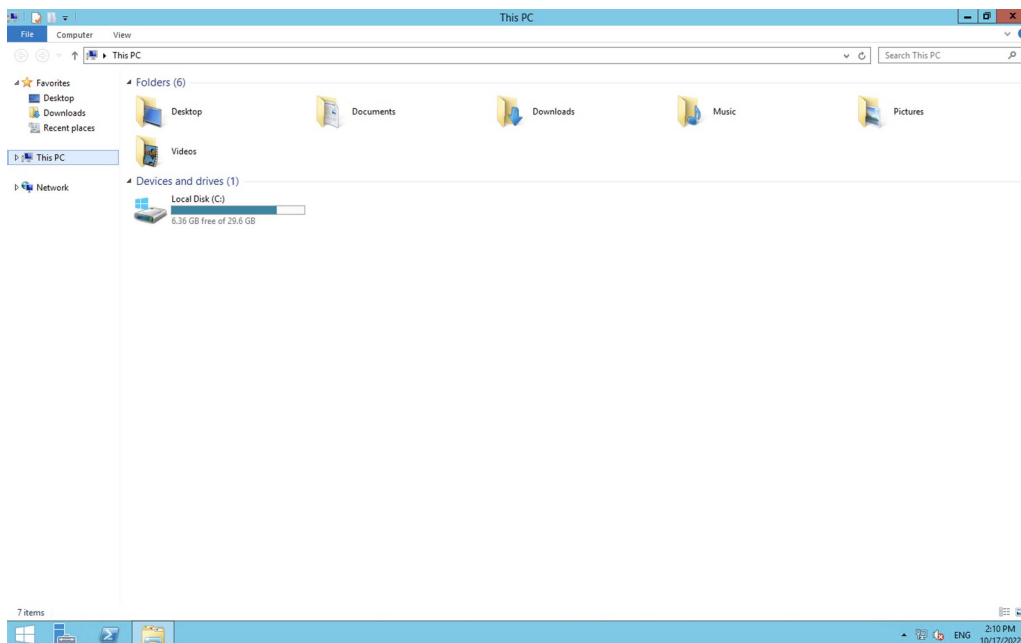 This PC
File Computer View
This PC
Search This PC
Favorites
Desktop
Downloads
Recent places
This PC
Network
Folders (6)
Desktop Documents Downloads Music Pictures
Videos
Devices and drives (1)
Local Disk (C:)
6.36 GB free of 29.6 GB
7 items
ENG
2:10 PM